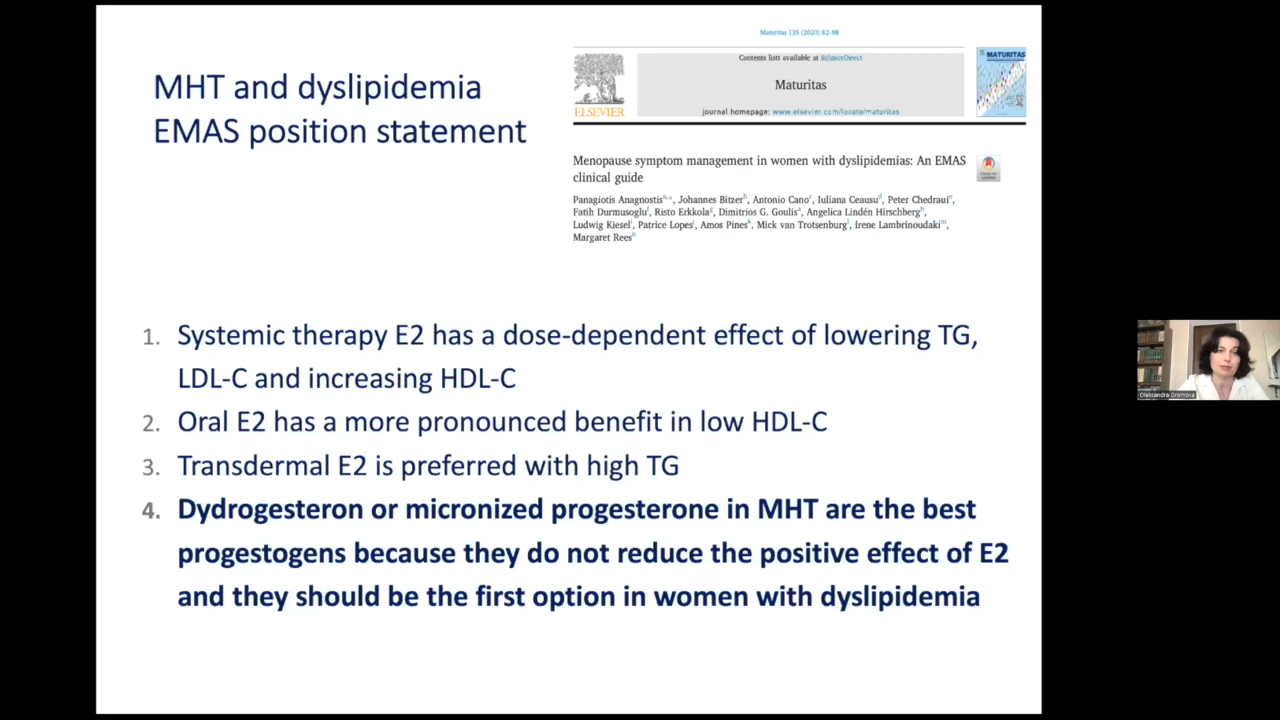 MHT and dyslipidemia
EMAS position statement
Maturitas 135 (2020) 82–88
Contents lists available at ScienceDirect
Maturitas
journal homepage: www.elsevier.com/locate/maturitas
ELSEVIER
MATURITAS
Menopause symptom management in women with dyslipidemias: An EMAS
clinical guide
Panagiotis Anagnostis, Johannes Bitzer, Antonio Cano, Iuliana Ceausu, Peter Chedraui,
Fatih Durmusoglu, Risto Erkkola, Dimitrios G. Goulis, Angelica Lindén Hirschberg,
Ludwig Kiesel, Patrice Lopes, Amos Pines, Mick van Trotsenburg, Irene Lambrinoudaki,
Margaret Rees
1. Systemic therapy E2 has a dose-dependent effect of lowering TG,
LDL-C and increasing HDL-C
2. Oral E2 has a more pronounced benefit in low HDL-C
3. Transdermal E2 is preferred with high TG
4. Dydrogesteron or micronized progesterone in MHT are the best
progestogens because they do not reduce the positive effect of E2
and they should be the first option in women with dyslipidemia
Oleksandra Gromova